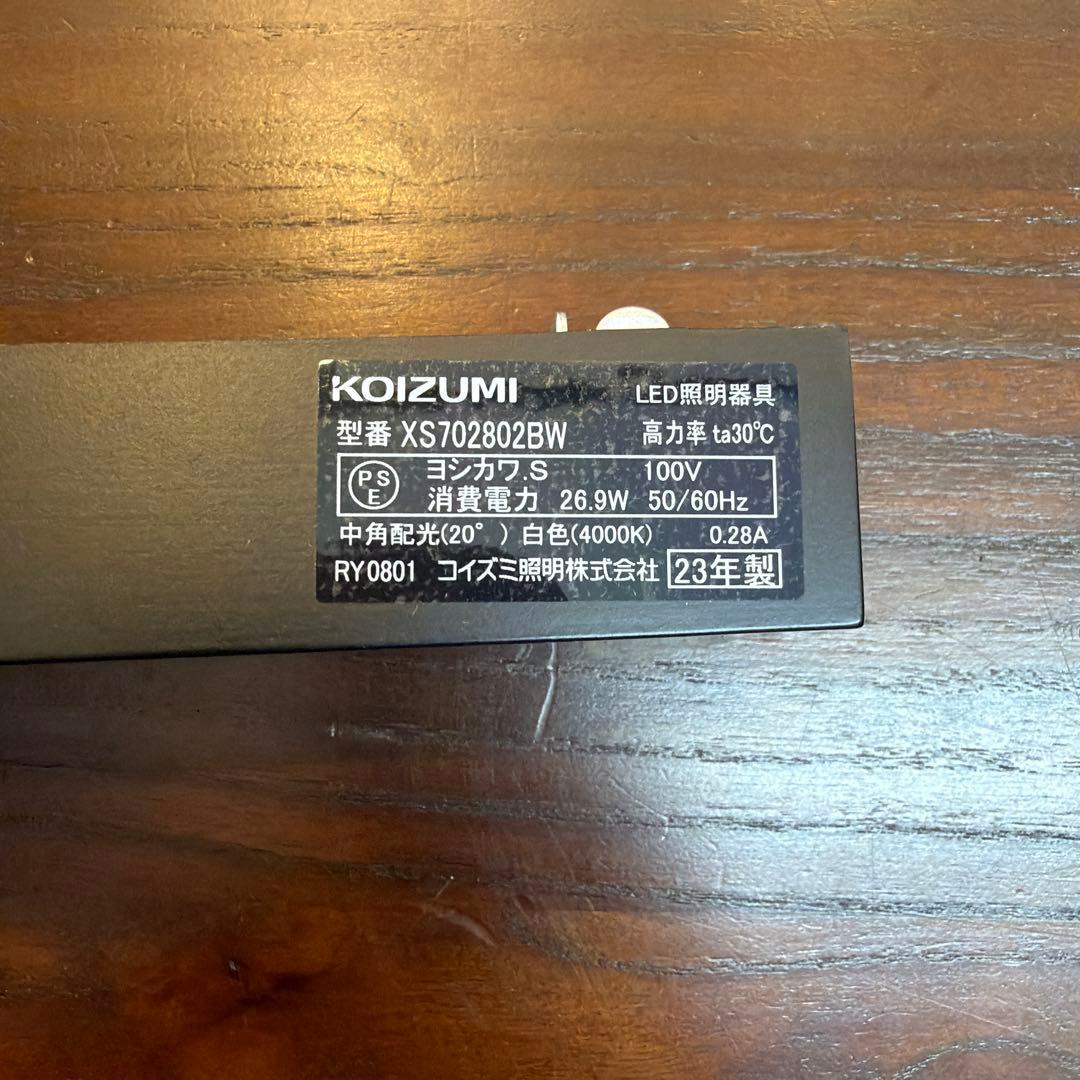 KOIZUMI LED照明器具
型番 XS702802BW 高力率 ta30℃
PSE ヨシカワ.S 100V
消費電力 26.9W 50/60Hz
中角配光(20°) 白色(4000K) 0.28A
RY0801 コイズミ照明株式会社 23年製